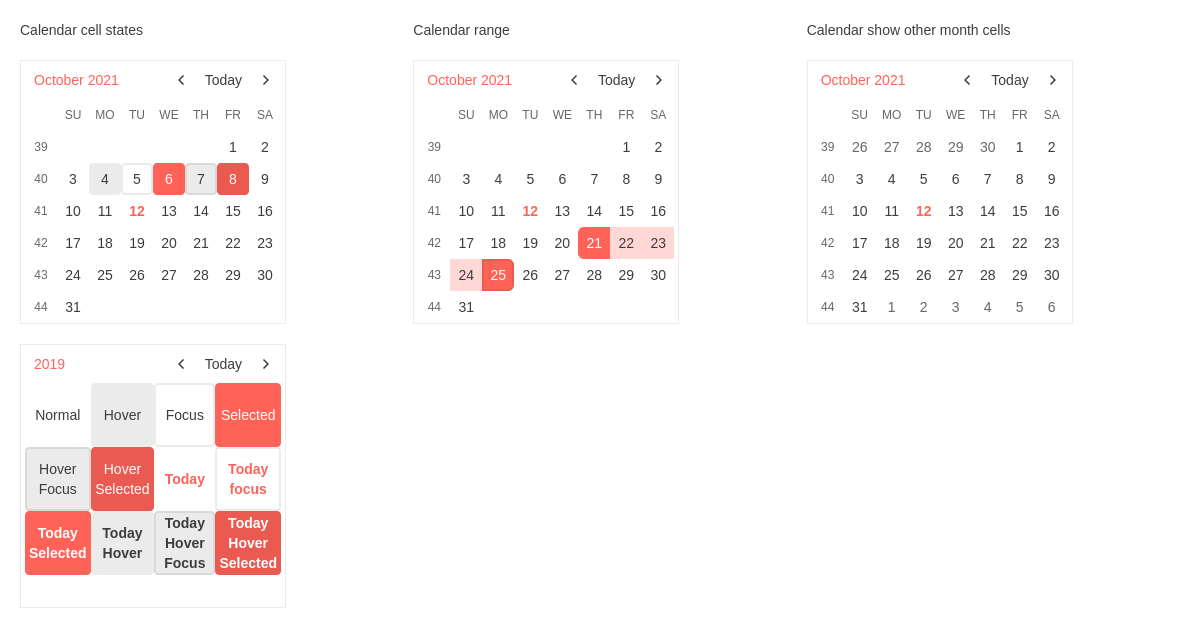 Calendar cell states
October 2021 Today
SU MO TU WE TH FR SA
39 1 2
40 3 4 5 6 7 8 9
41 10 11 12 13 14 15 16
42 17 18 19 20 21 22 23
43 24 25 26 27 28 29 30
44 31
2019 Today
Normal Hover Focus Selected
Hover Focus Hover Selected Today Today focus
Today Selected Today Hover Today Hover Focus Today Hover Selected
Calendar range
October 2021 Today
SU MO TU WE TH FR SA
39 1 2
40 3 4 5 6 7 8 9
41 10 11 12 13 14 15 16
42 17 18 19 20 21 22 23
43 24 25 26 27 28 29 30
44 31
Calendar show other month cells
October 2021 Today
SU MO TU WE TH FR SA
39 26 27 28 29 30 1 2
40 3 4 5 6 7 8 9
41 10 11 12 13 14 15 16
42 17 18 19 20 21 22 23
43 24 25 26 27 28 29 30
44 31 1 2 3 4 5 6